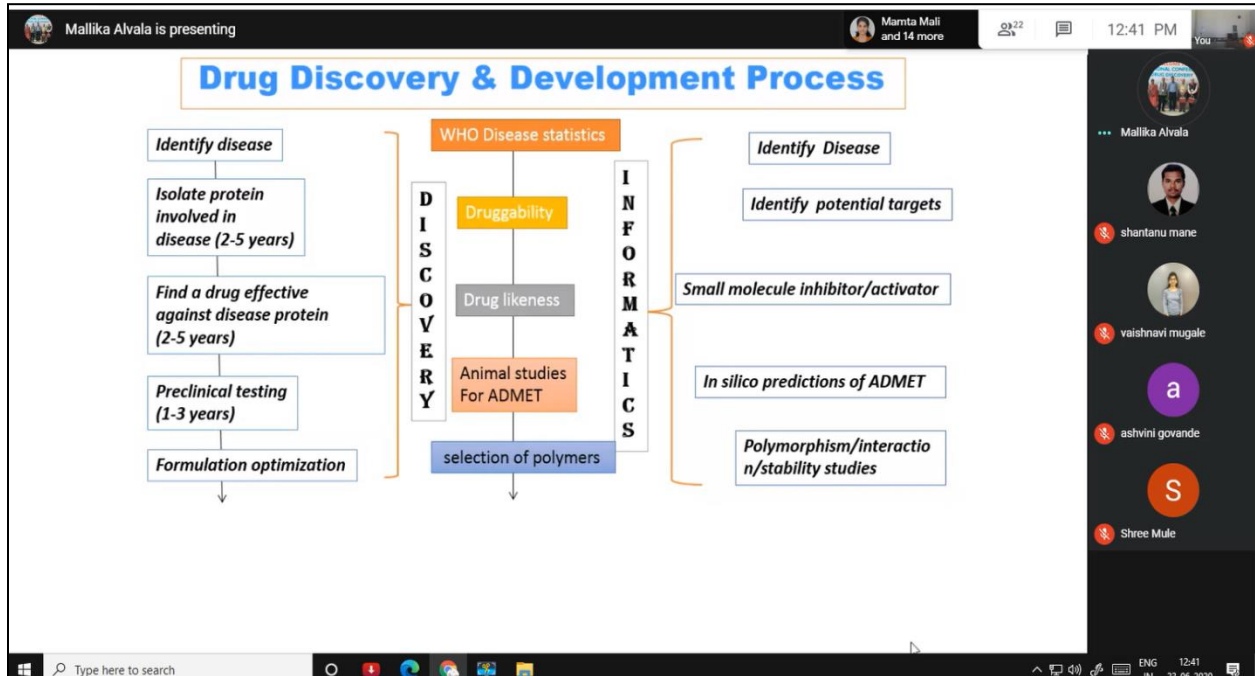 Mallika Alvala is presenting
Mamta Mali
and 14 more
22
12:41 PM
You
Drug Discovery & Development Process
Identify disease
Isolate protein
involved in
disease (2-5 years)
Find a drug effective
against disease protein
(2-5 years)
Preclinical testing
(1-3 years)
Formulation optimization
DISCOVERY
WHO Disease statistics
Druggability
Drug likeness
Animal studies
For ADMET
selection of polymers
INFORMATICS
Identify Disease
Identify potential targets
Small molecule inhibitor/activator
In silico predictions of ADMET
Polymorphism/interactio
n/stability studies
Mallika Alvala
shantanu mane
vaishnavi mugale
a
ashvini govande
S
Shree Mule
Type here to search
ENG
12:41
IN